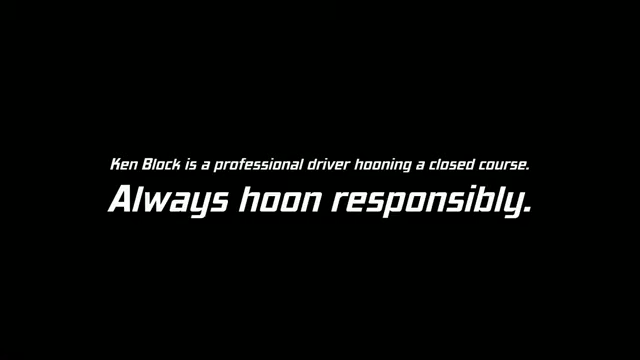 Ken Block is a professional driver hooning a closed course.
Always hoon responsibly.